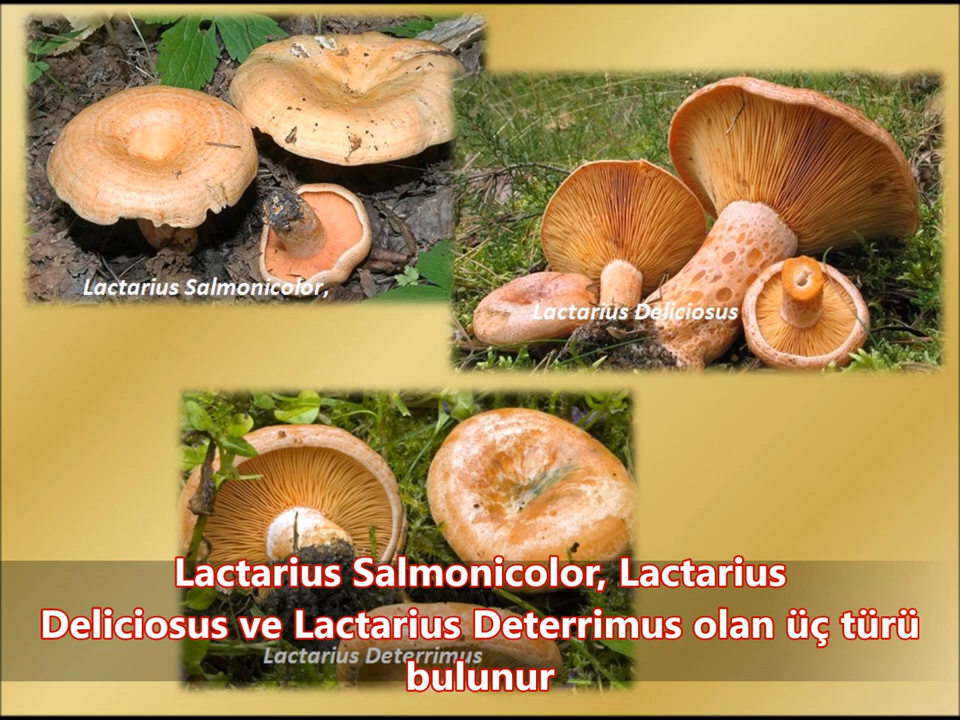 Lactarius Salmonicolor,
Lactarius Deliciosus
Lactarius Salmonicolor, Lactarius
Deliciosus ve Lactarius Deterrimus olan üç türü
Lactarius Deterrimus
bulunur